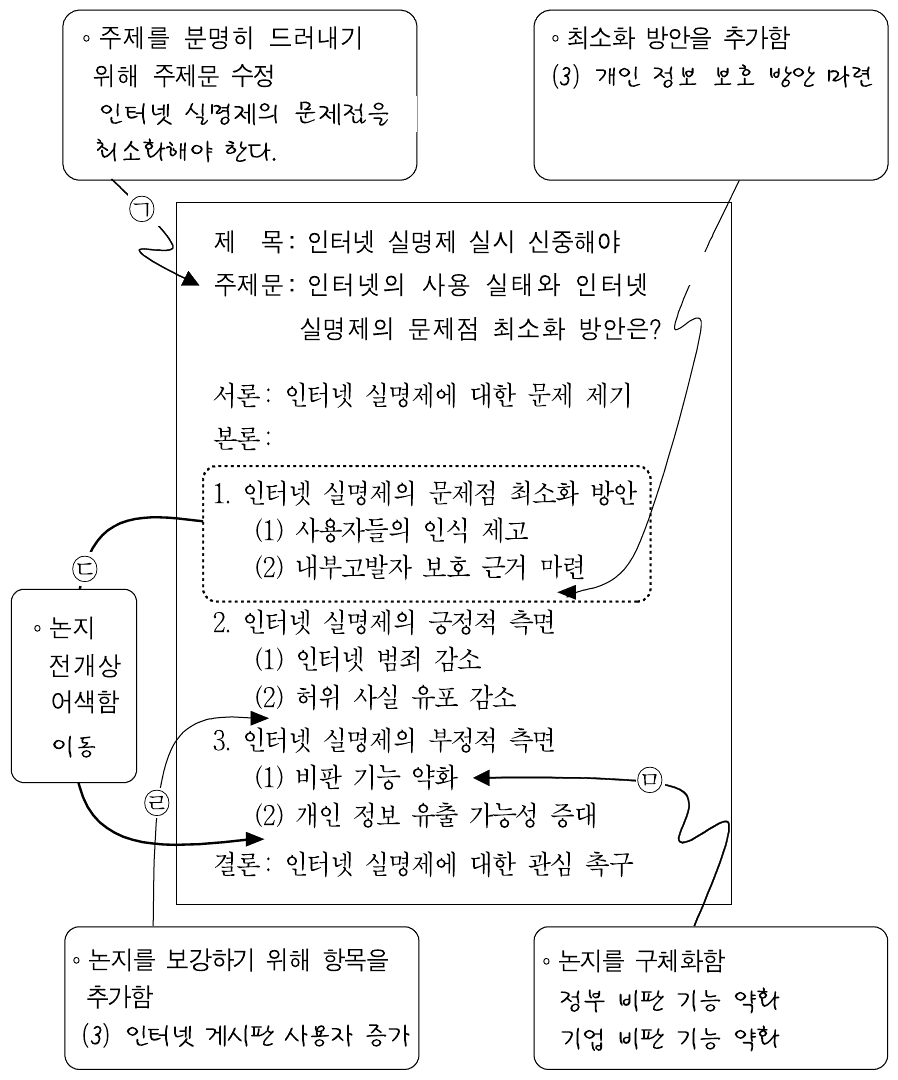 ◦ 주제를 분명히 드러내기
위해 주제문 수정
인터넷 실명제의 문제점을
최소화해야 한다.
◦ 최소화 방안을 추가함
(3) 개인 정보 보호 방안 마련
㉠
제 목 : 인터넷 실명제 실시 신중해야
주제문 : 인터넷의 사용 실태와 인터넷
실명제의 문제점 최소화 방안은?
서론 : 인터넷 실명제에 대한 문제 제기
본론 :
1. 인터넷 실명제의 문제점 최소화 방안
(1) 사용자들의 인식 제고
(2) 내부고발자 보호 근거 마련
㉢
◦ 논지
전개상
어색함
이동
2. 인터넷 실명제의 긍정적 측면
(1) 인터넷 범죄 감소
(2) 허위 사실 유포 감소
3. 인터넷 실명제의 부정적 측면
(1) 비판 기능 약화
㉤
㉣
(2) 개인 정보 유출 가능성 증대
결론 : 인터넷 실명제에 대한 관심 촉구
◦ 논지를 보강하기 위해 항목을
추가함
(3) 인터넷 게시판 사용자 증가
◦ 논지를 구체화함
정부 비판 기능 약화
기업 비판 기능 약화